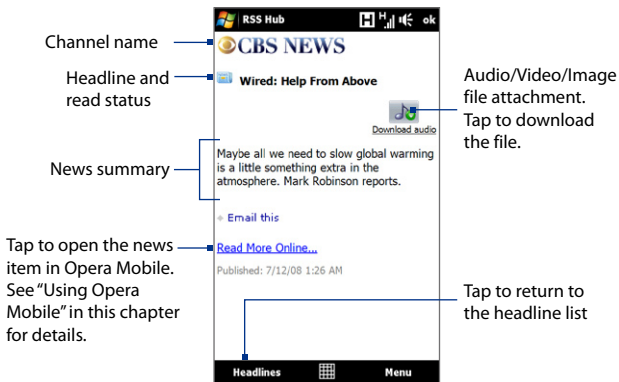 RSS Hub
H
ok
Channel name
CBS NEWS
Headline and
read status
Wired: Help From Above
Audio/Video/Image
file attachment.
Tap to download
the file.
Download audio
News summary
Maybe all we need to slow global warming
is a little something extra in the
atmosphere. Mark Robinson reports.
Email this
Tap to open the news
item in Opera Mobile.
See “Using Opera
Mobile” in this chapter
for details.
Read More Online...
Published: 7/12/08 1:26 AM
Tap to return to
the headline list
Headlines
Menu